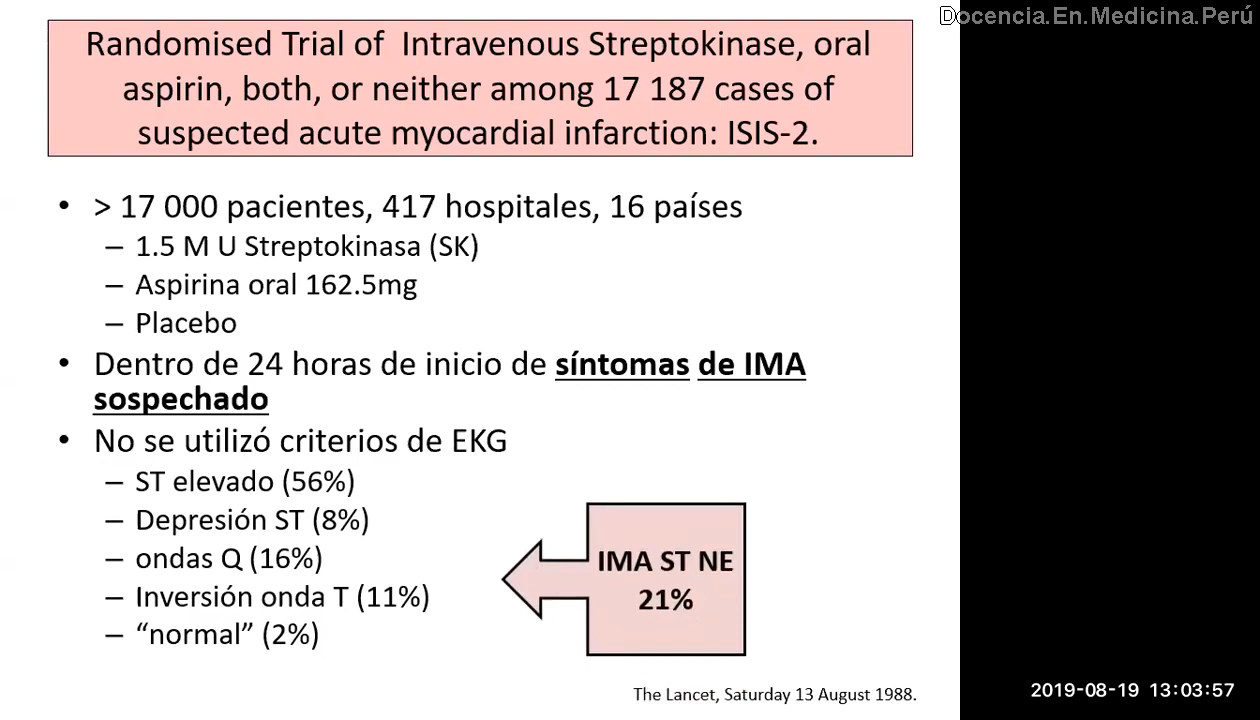 Docencia.En.Medicina.Perú
Randomised Trial of Intravenous Streptokinase, oral
aspirin, both, or neither among 17 187 cases of
suspected acute myocardial infarction: ISIS-2.
• > 17 000 pacientes, 417 hospitales, 16 países
– 1.5 M U Streptokinasa (SK)
– Aspirina oral 162.5mg
– Placebo
• Dentro de 24 horas de inicio de síntomas de IMA
sospechado
• No se utilizó criterios de EKG
– ST elevado (56%)
– Depresión ST (8%)
– ondas Q (16%)
– Inversión onda T (11%)
– “normal” (2%)
IMA ST NE
21%
The Lancet, Saturday 13 August 1988.
2019-08-19 13:03:57